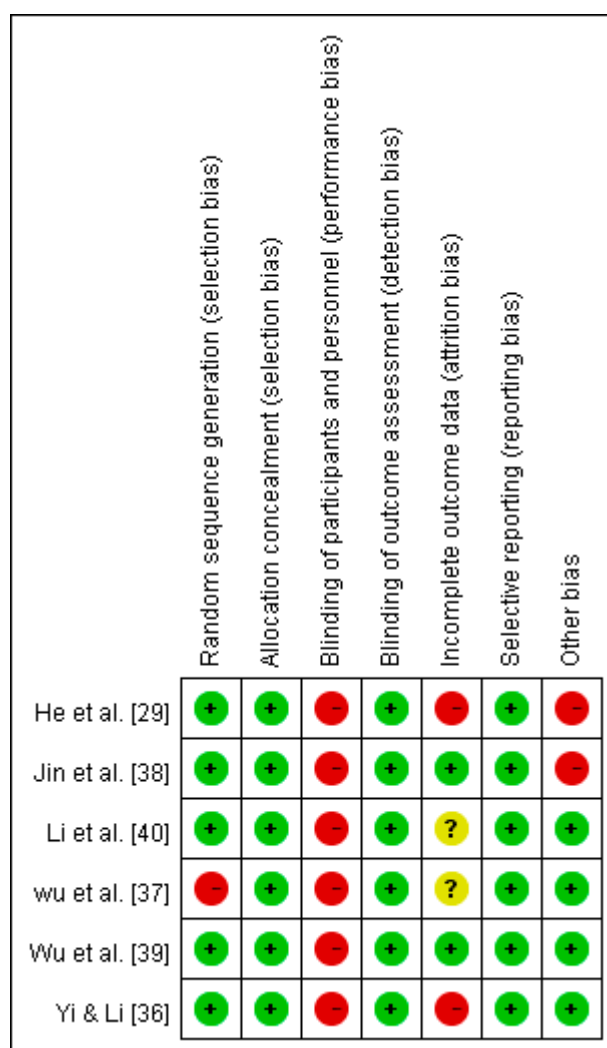 Random sequence generation (selection bias)
Allocation concealment (selection bias)
Blinding of participants and personnel (performance bias)
Blinding of outcome assessment (detection bias)
Incomplete outcome data (attrition bias)
Selective reporting (reporting bias)
Other bias
He et al. [29] + + - + - + -
Jin et al. [38] + + - + + + -
Li et al. [40] + + - + ? + +
wu et al. [37] - + - + ? + +
Wu et al. [39] + + - + + + +
Yi & Li [36] + + - + - + +